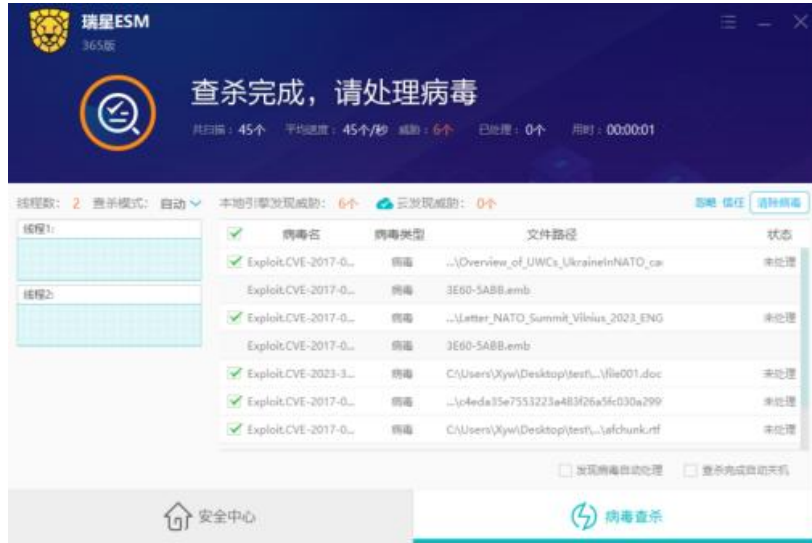 瑞星ESM
365版
查杀完成，请处理病毒
共扫描：45个 平均速度：45个/秒 威胁：6个 已处理：0个 用时：00:00:01
线程数：2 查杀模式：自动 本地引擎发现威胁：6个 云发现威胁：0个 忽略 信任 清除病毒
线程1:
线程2:
病毒名 病毒类型 文件路径 状态
Exploit.CVE-2017-0... 病毒 ...\Overview_of_UWCs_UkraineInNATO_ca 未处理
Exploit.CVE-2017-0... 病毒 3E60-5ABB.emb
Exploit.CVE-2017-0... 病毒 ...\Letter_NATO_Summit_Vilnius_2023_ENG 未处理
Exploit.CVE-2017-0... 病毒 3E60-5ABB.emb
Exploit.CVE-2023-3... 病毒 C:\Users\Xyw\Desktop\test\...\file001.doc 未处理
Exploit.CVE-2017-0... 病毒 ...\c4eda35e7553223a483f26a5fc030a299 未处理
Exploit.CVE-2017-0... 病毒 C:\Users\Xyw\Desktop\test\...\afchunk.rtf 未处理
发现病毒自动处理 查杀完成自动关机
安全中心 病毒查杀